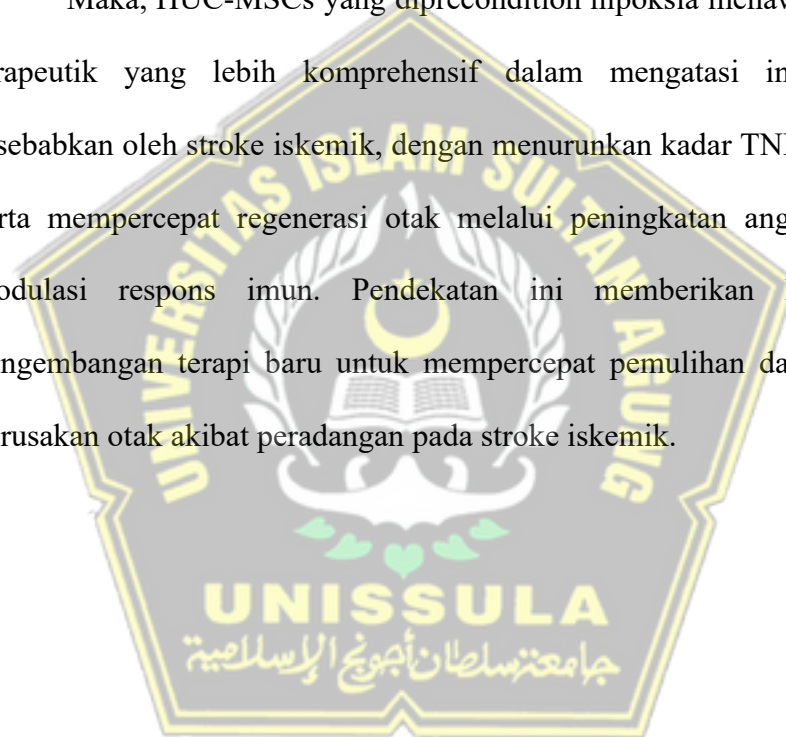 Maka, HUC-MSCs yang diprecondition hipoksia menaw
rapeutik yang lebih komprehensif dalam mengatasi in
sebabkan oleh stroke iskemik, dengan menurunkan kadar TN
rta mempercepat regenerasi otak melalui peningkatan ang
odulasi respons imun. Pendekatan ini memberikan
ngembangan terapi baru untuk mempercepat pemulihan da
rusakan otak akibat peradangan pada stroke iskemik.
UNIVERSITAS ISLAM SULTAN AGUNG
UNISSULA
جامعة سلطان أجونج الإسلامية